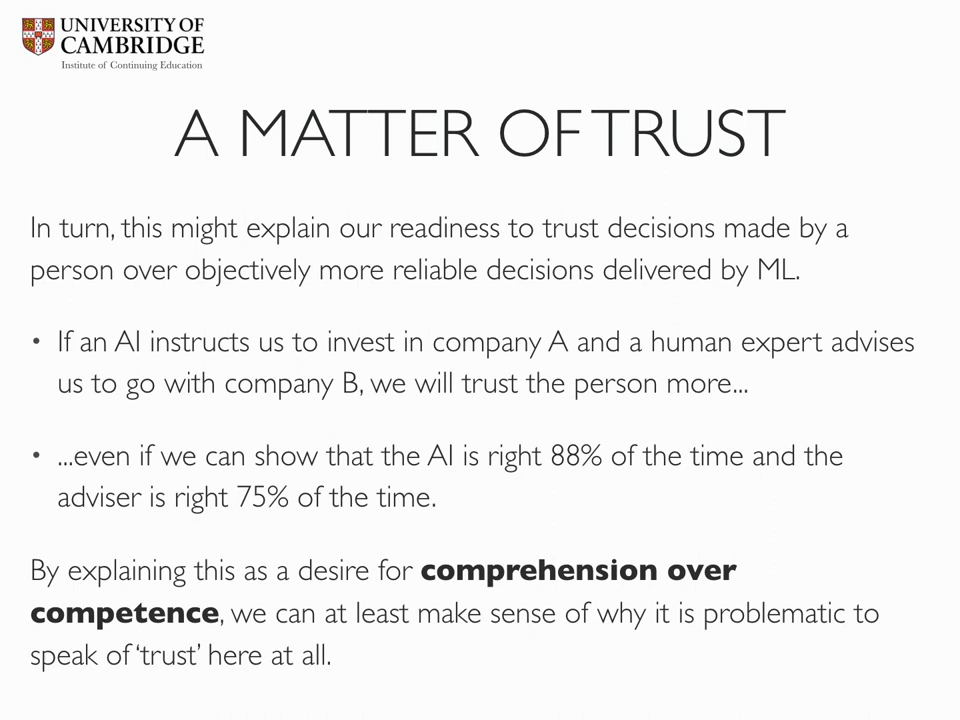 UNIVERSITY OF
CAMBRIDGE
Institute of Continuing Education
A MATTER OF TRUST
In turn, this might explain our readiness to trust decisions made by a
person over objectively more reliable decisions delivered by ML.
• If an AI instructs us to invest in company A and a human expert advises
us to go with company B, we will trust the person more...
• ...even if we can show that the AI is right 88% of the time and the
adviser is right 75% of the time.
By explaining this as a desire for comprehension over
competence, we can at least make sense of why it is problematic to
speak of ‘trust’ here at all.